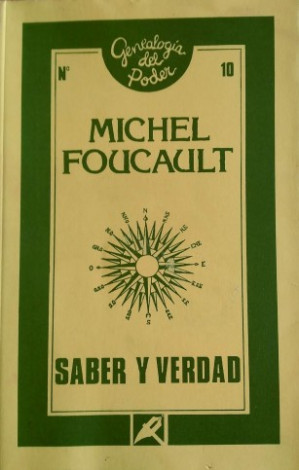 Genealogía
del
Poder
Nº 10
MICHEL
FOUCAULT
N
S
E
O
SABER Y VERDAD